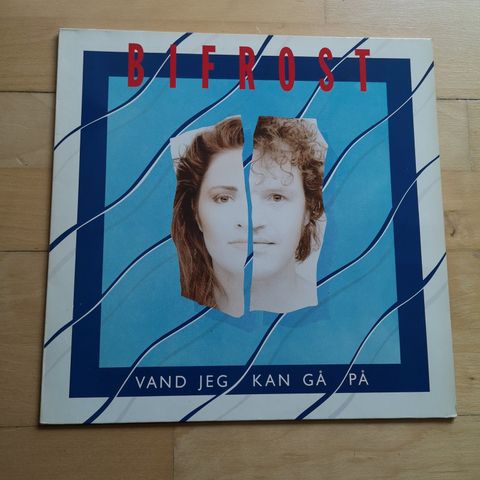 BIFROST
VAND JEG KAN GÅ PÅ